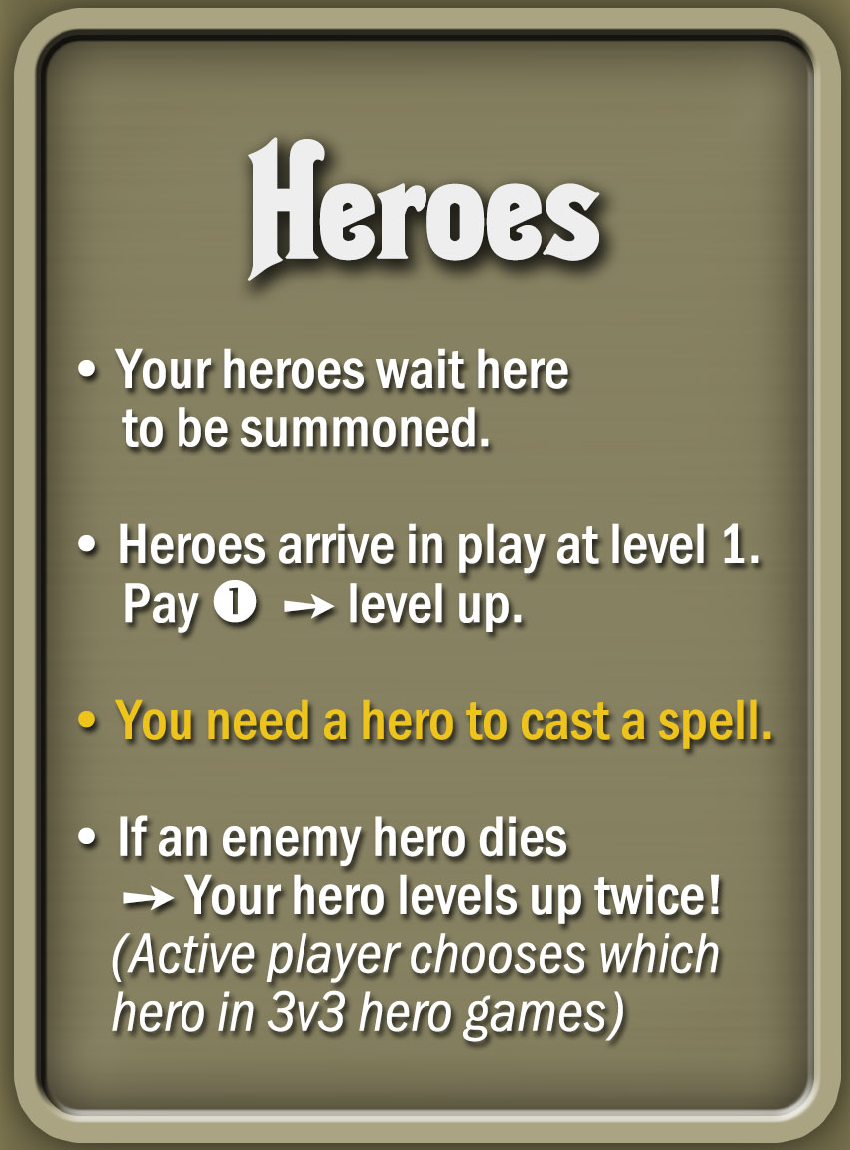 Heroes
• Your heroes wait here
to be summoned.
• Heroes arrive in play at level 1.
Pay ❶ → level up.
• You need a hero to cast a spell.
• If an enemy hero dies
→ Your hero levels up twice!
(Active player chooses which
hero in 3v3 hero games)